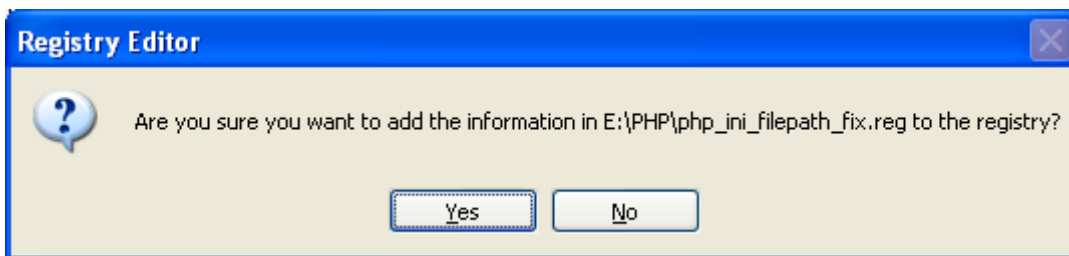 Registry Editor
Are you sure you want to add the information in E:\PHP\php_ini_filepath_fix.reg to the registry?
Yes
No